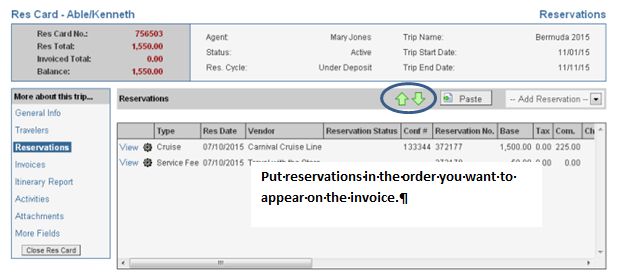 Res Card - Able/Kenneth Reservations
Res Card No.: 756503
Res Total: 1,550.00
Invoiced Total: 0.00
Balance: 1,550.00
Agent: Mary Jones Trip Name: Bermuda 2015
Status: Active Trip Start Date: 11/01/15
Res. Cycle: Under Deposit Trip End Date: 11/11/15
More about this trip...
General Info
Travelers
Reservations
Invoices
Itinerary Report
Activities
Attachments
More Fields
Close Res Card
Reservations Paste -- Add Reservation --
Type Res Date Vendor Reservation Status Conf # Reservation No. Base Tax Com. Ch
View Cruise 07/10/2015 Carnival Cruise Line 133344 372177 1,500.00 0.00 225.00
View Service Fee 07/10/2015 0.00 0.00
Put·reservations·in·the·order·you·want·to·
appear·on·the·invoice.¶